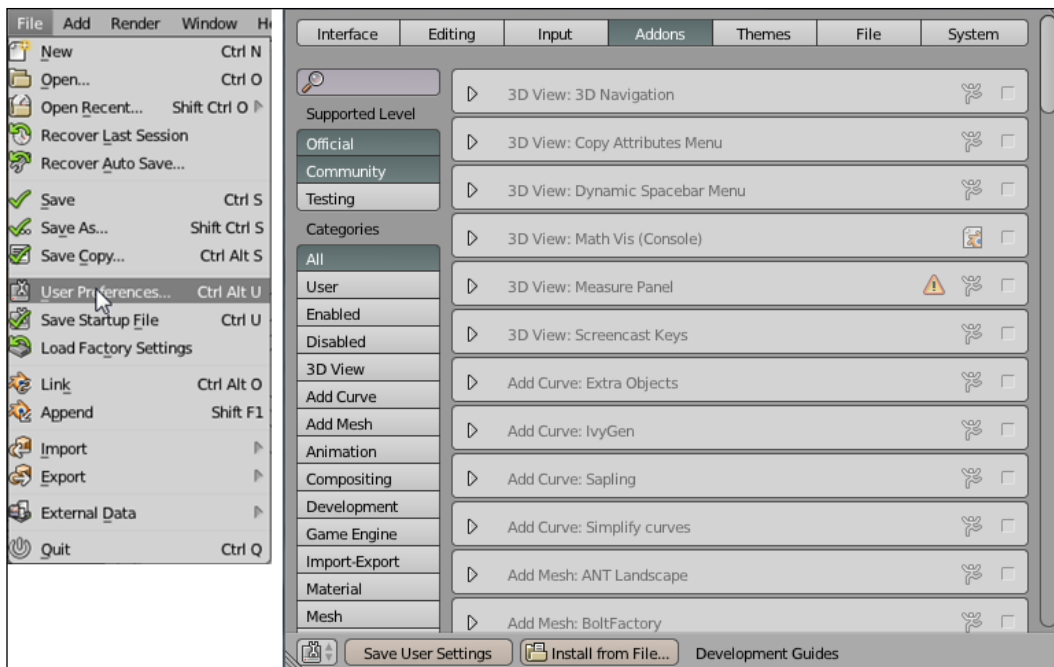 File Add Render Window
New Ctrl N
Open... Ctrl O
Open Recent... Shift Ctrl O
Recover Last Session
Recover Auto Save...
Save Ctrl S
Save As... Shift Ctrl S
Save Copy... Ctrl Alt S
User Preferences... Ctrl Alt U
Save Startup File Ctrl U
Load Factory Settings
Link Ctrl Alt O
Append Shift F1
Import
Export
External Data
Quit Ctrl Q
Interface Editing Input Addons Themes File System
Supported Level
Official
Community
Testing
Categories
All
User
Enabled
Disabled
3D View
Add Curve
Add Mesh
Animation
Compositing
Development
Game Engine
Import-Export
Material
Mesh
3D View: 3D Navigation
3D View: Copy Attributes Menu
3D View: Dynamic Spacebar Menu
3D View: Math Vis (Console)
3D View: Measure Panel
3D View: Screencast Keys
Add Curve: Extra Objects
Add Curve: IvyGen
Add Curve: Sapling
Add Curve: Simplify curves
Add Mesh: ANT Landscape
Add Mesh: BoltFactory
Save User Settings Install from File... Development Guides